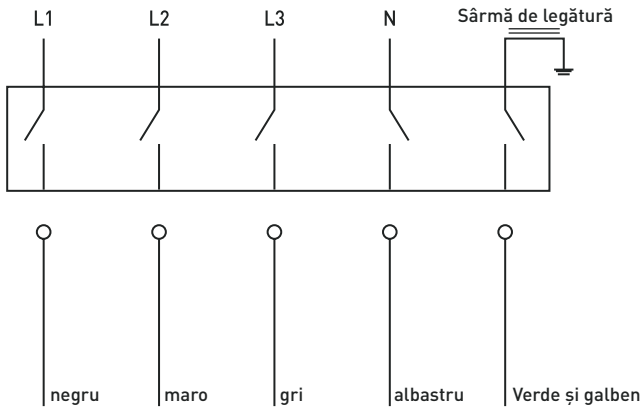 L1
L2
L3
N
Sârmă de legătură
negru
maro
gri
albastru
Verde și galben